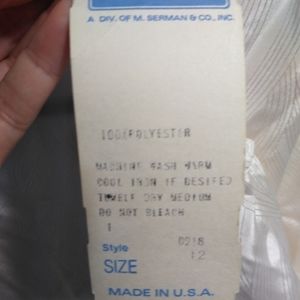 A DIV. OF M. SERMAN & CO., INC.
100%POLYESTER
MACHINE WASH WARM
COOL IRON IF DESIRED
TUMBLE DRY MEDIUM
DO NOT BLEACH
1
Style 0218
SIZE 12
MADE IN U.S.A.